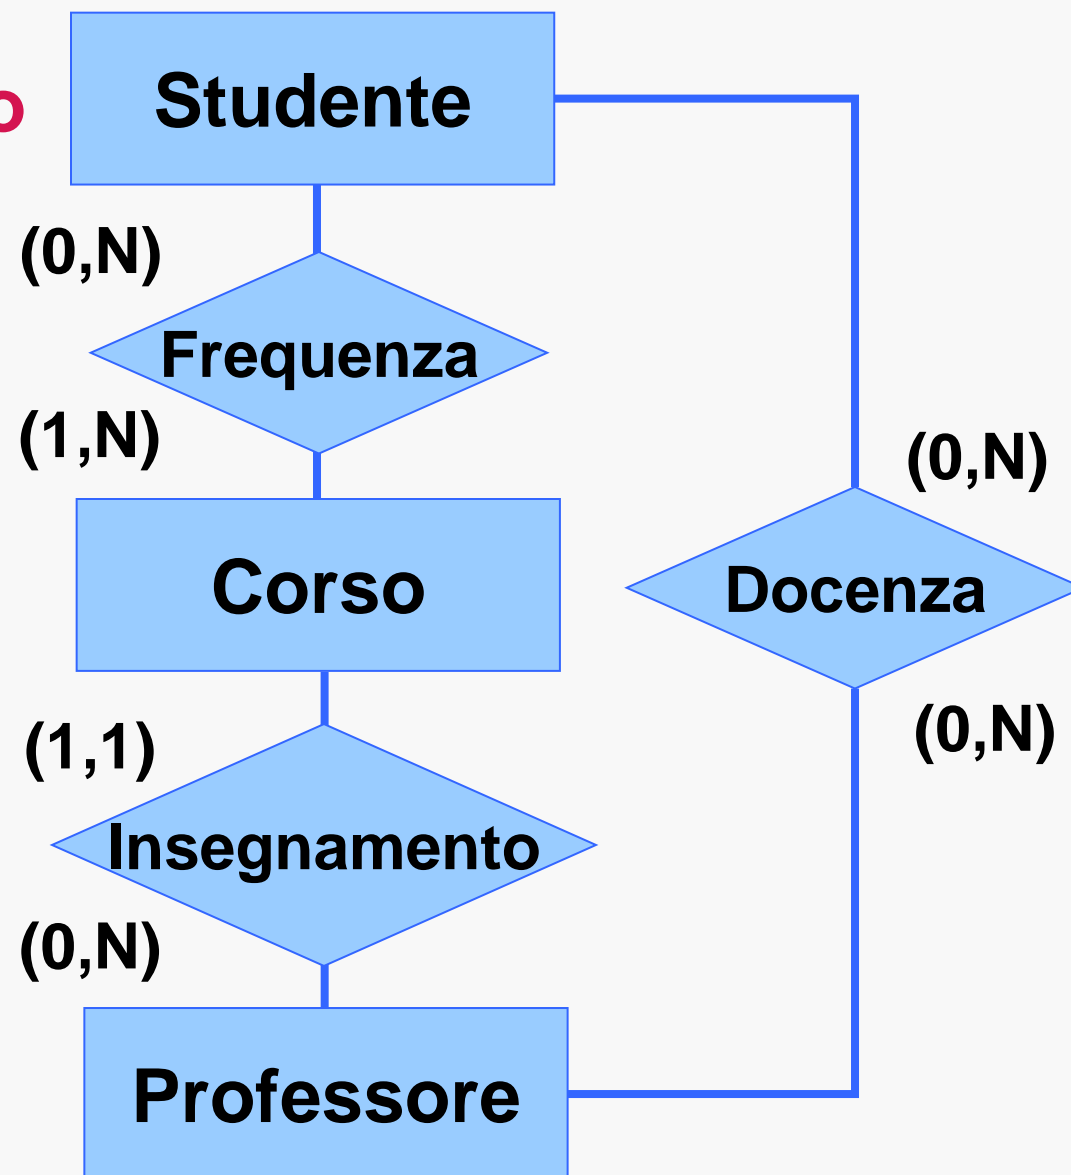 Studente
o
(0,N)
Frequenza
(1,N)
(0,N)
Corso
Docenza
(1,1)
(0,N)
Insegnamento
(0,N)
Professore